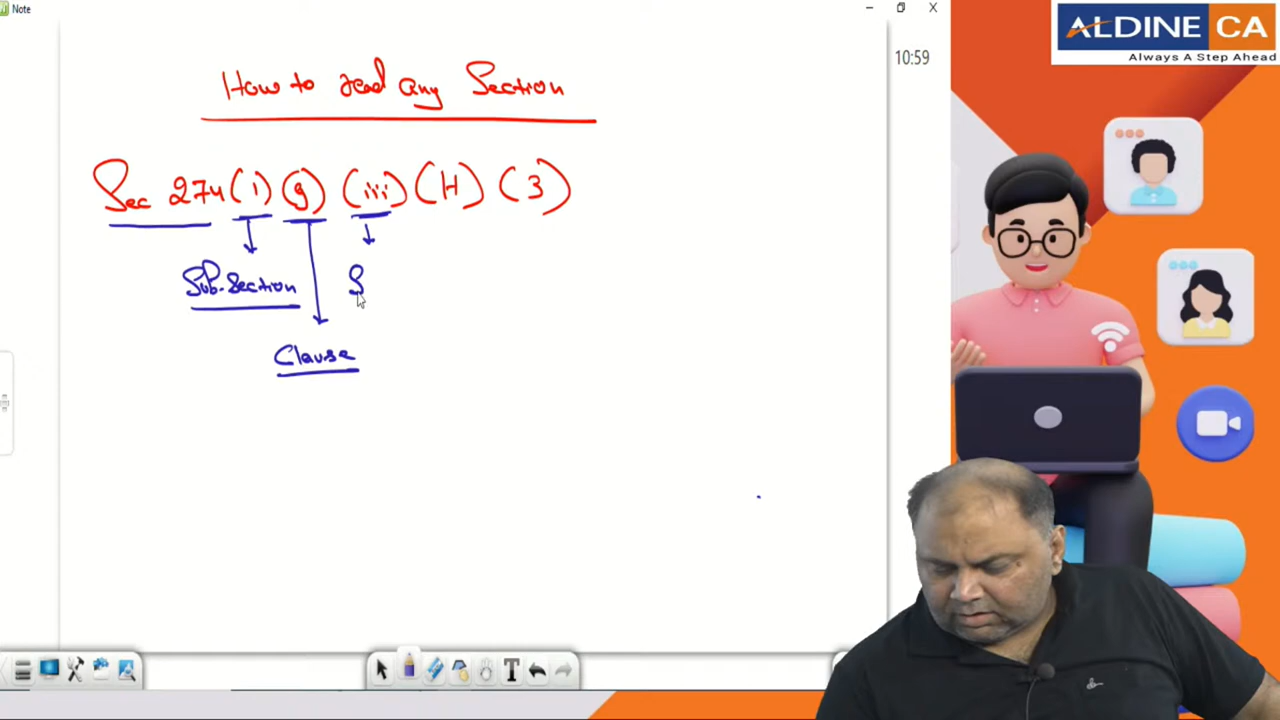 Note
ALDINE CA
Always A Step Ahead
10:59
How to read any Section
Sec 274 (1) (g) (iii) (H) (3)
Sub-Section
S
Clause
T